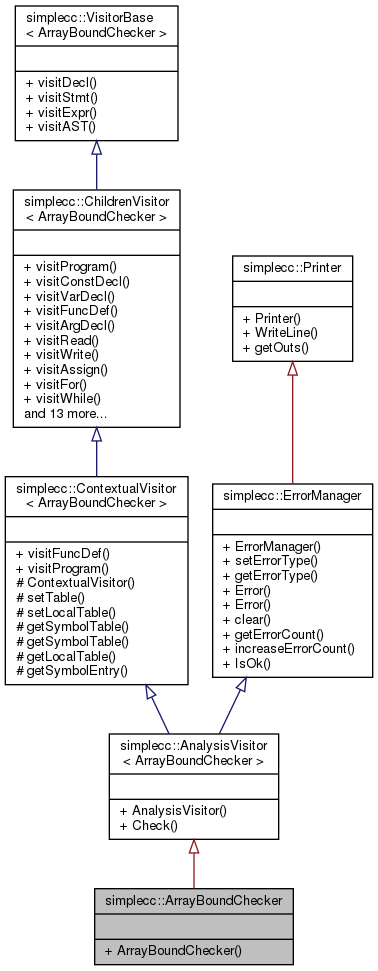 simplecc::VisitorBase
< ArrayBoundChecker >
+ visitDecl()
+ visitStmt()
+ visitExpr()
+ visitAST()
simplecc::ChildrenVisitor
< ArrayBoundChecker >
+ visitProgram()
+ visitConstDecl()
+ visitVarDecl()
+ visitFuncDef()
+ visitArgDecl()
+ visitRead()
+ visitWrite()
+ visitAssign()
+ visitFor()
+ visitWhile()
and 13 more...
simplecc::Printer
+ Printer()
+ WriteLine()
+ getOuts()
simplecc::ContextualVisitor
< ArrayBoundChecker >
+ visitFuncDef()
+ visitProgram()
# ContextualVisitor()
# setTable()
# setLocalTable()
# getSymbolTable()
# getSymbolTable()
# getLocalTable()
# getSymbolEntry()
simplecc::ErrorManager
+ ErrorManager()
+ setErrorType()
+ getErrorType()
+ Error()
+ Error()
+ clear()
+ getErrorCount()
+ increaseErrorCount()
+ IsOk()
simplecc::AnalysisVisitor
< ArrayBoundChecker >
+ AnalysisVisitor()
+ Check()
simplecc::ArrayBoundChecker
+ ArrayBoundChecker()